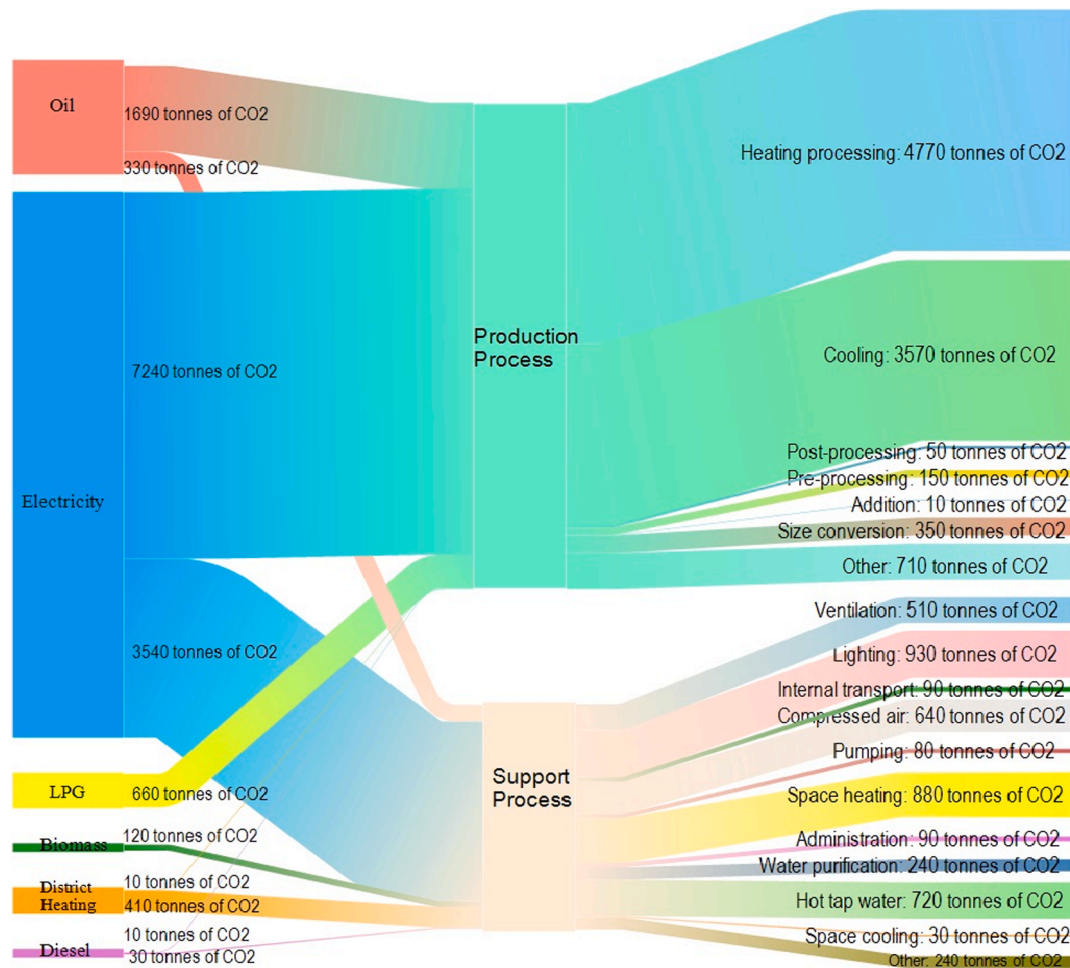 Oil
1690 tonnes of CO2
330 tonnes of CO2
Electricity
7240 tonnes of CO2
3540 tonnes of CO2
LPG
660 tonnes of CO2
Biomass
120 tonnes of CO2
District
Heating
10 tonnes of CO2
410 tonnes of CO2
Diesel
10 tonnes of CO2
30 tonnes of CO2
Production
Process
Support
Process
Heating processing: 4770 tonnes of CO2
Cooling: 3570 tonnes of CO2
Post-processing: 50 tonnes of CO2
Pre-processing: 150 tonnes of CO2
Addition: 10 tonnes of CO2
Size conversion: 350 tonnes of CO2
Other: 710 tonnes of CO2
Ventilation: 510 tonnes of CO2
Lighting: 930 tonnes of CO2
Internal transport: 90 tonnes of CO2
Compressed air: 640 tonnes of CO2
Pumping: 80 tonnes of CO2
Space heating: 880 tonnes of CO2
Administration: 90 tonnes of CO2
Water purification: 240 tonnes of CO2
Hot tap water: 720 tonnes of CO2
Space cooling: 30 tonnes of CO2
Other: 240 tonnes of CO2